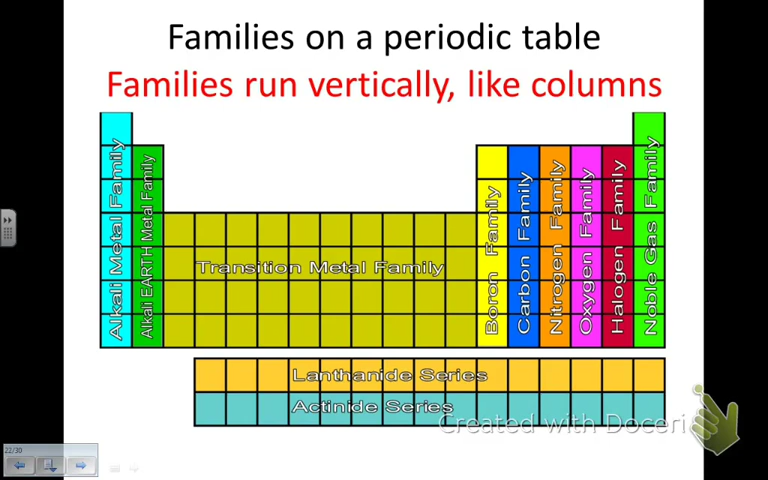 Families on a periodic table
Families run vertically, like columns
Alkali Metal Family
Alkali EARTH Metal Family
Transition Metal Family
Boron Family
Carbon Family
Nitrogen Family
Oxygen Family
Halogen Family
Noble Gas Family
Lanthanide Series
Actinide Series
Created with Doceri
22/30